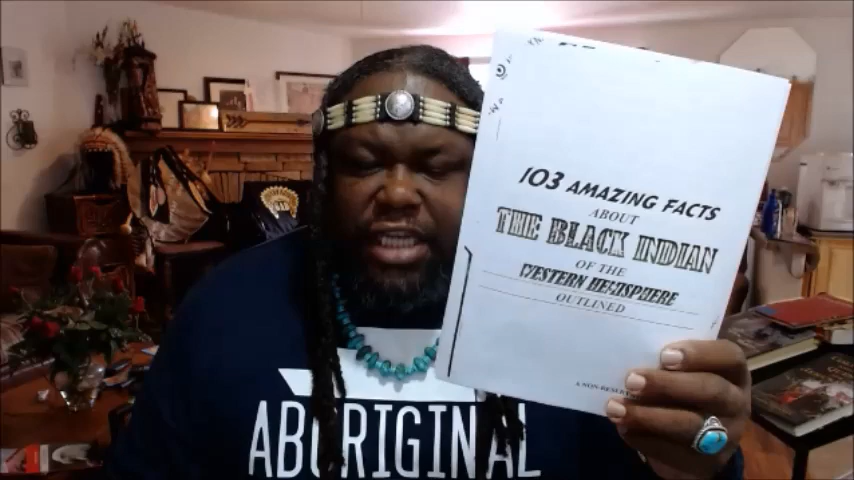 103 AMAZING FACTS
ABOUT
THE BLACK INDIAN
OF THE
WESTERN HEMISPHERE
OUTLINED
ABORIGINAL